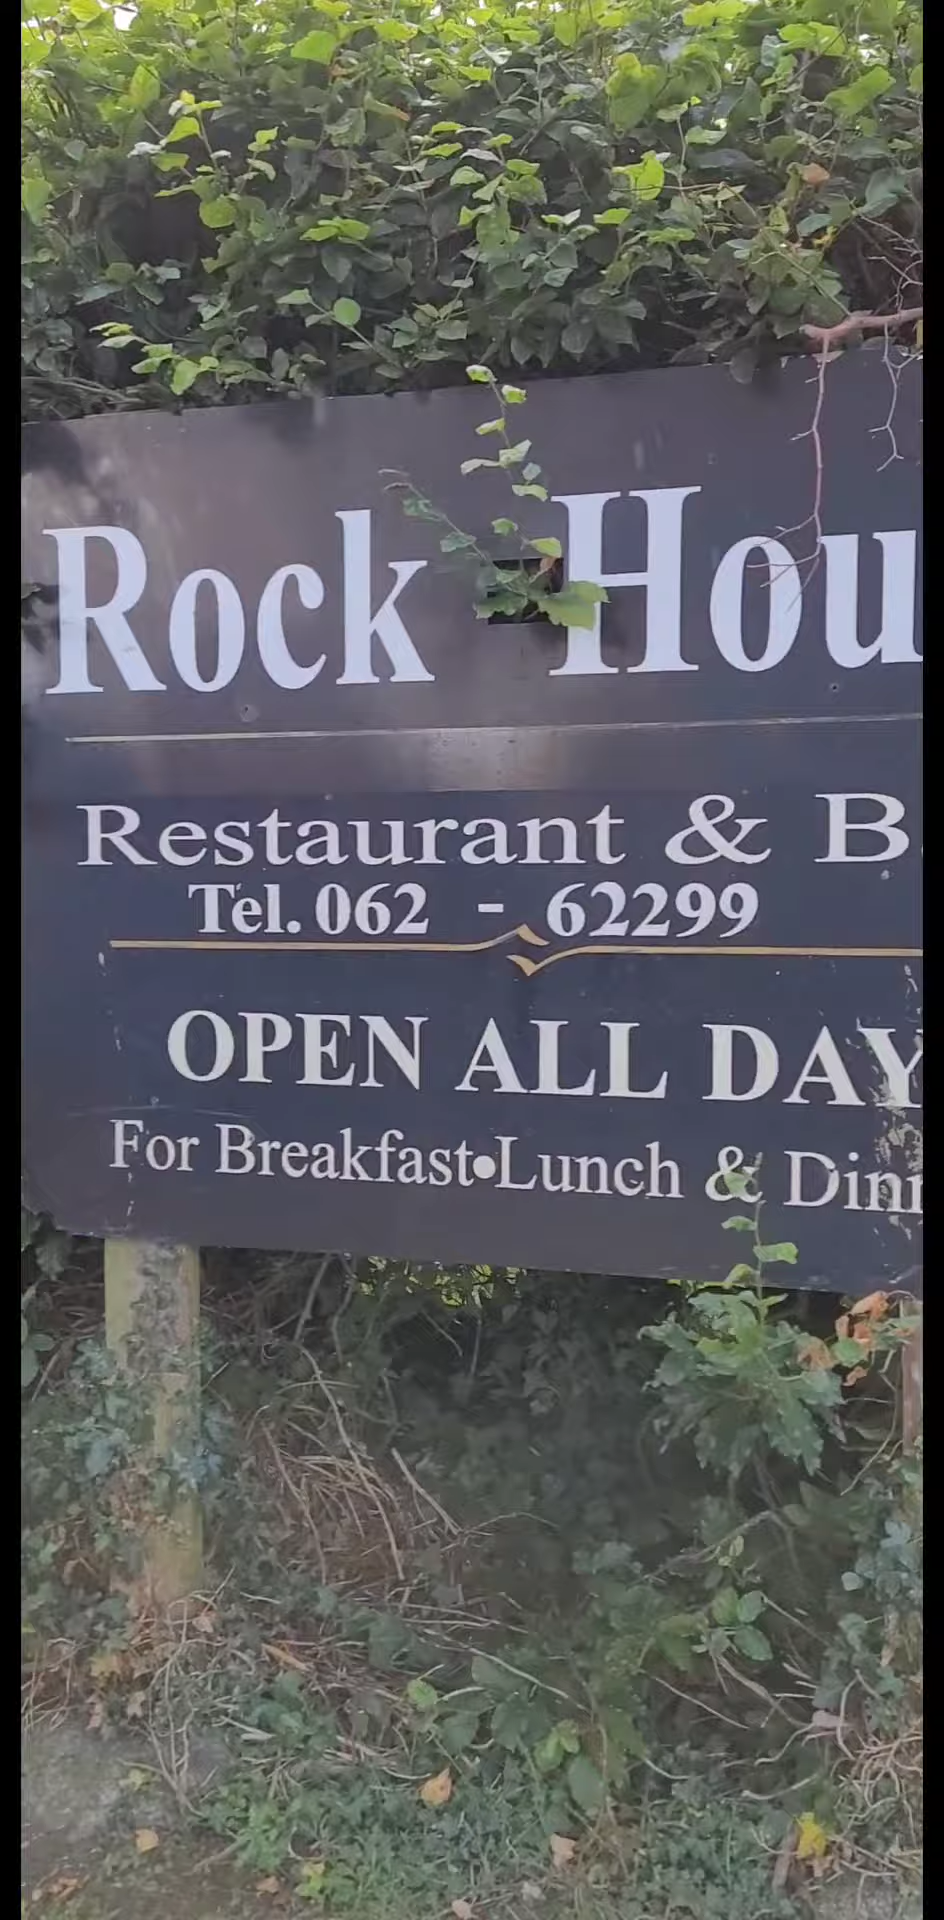 Rock Hou
Restaurant & B
Tel. 062 - 62299
OPEN ALL DAY
For Breakfast•Lunch & Dinn